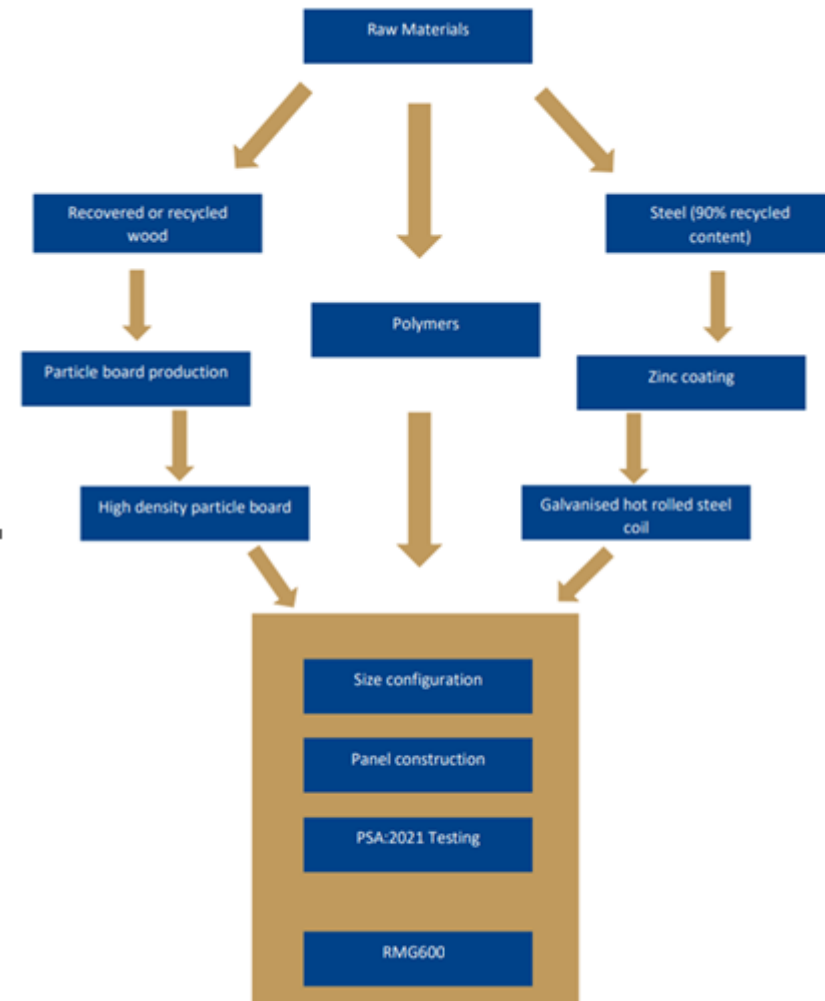 Raw Materials
Recovered or recycled
wood
Steel (90% recycled
content)
Polymers
Particle board production
Zinc coating
High density particle board
Galvanised hot rolled steel
coil
Size configuration
Panel construction
PSA:2021 Testing
RMG600